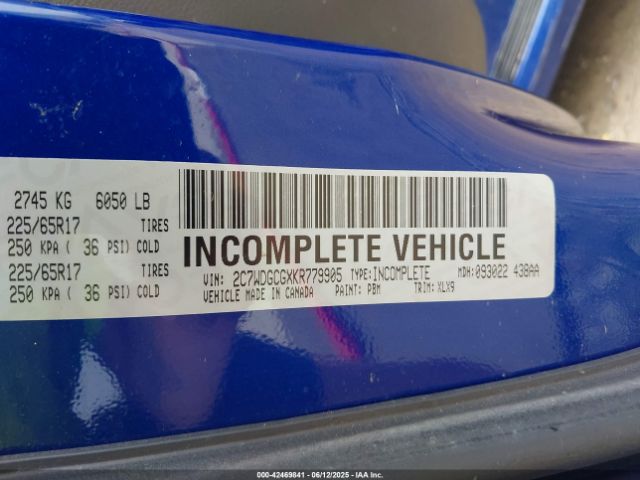 2745 KG 6050 LB
225/65R17 TIRES
250 KPA ( 36 PSI) COLD
225/65R17 TIRES
250 KPA ( 36 PSI) COLD
INCOMPLETE VEHICLE
VIN: 2C7WDGCGXKR779905 TYPE: INCOMPLETE MDH: 093022 438AA
VEHICLE MADE IN CANADA PAINT: PBM TRIM: XLX9
000-42469841 - 06/12/2025 - IAA Inc.